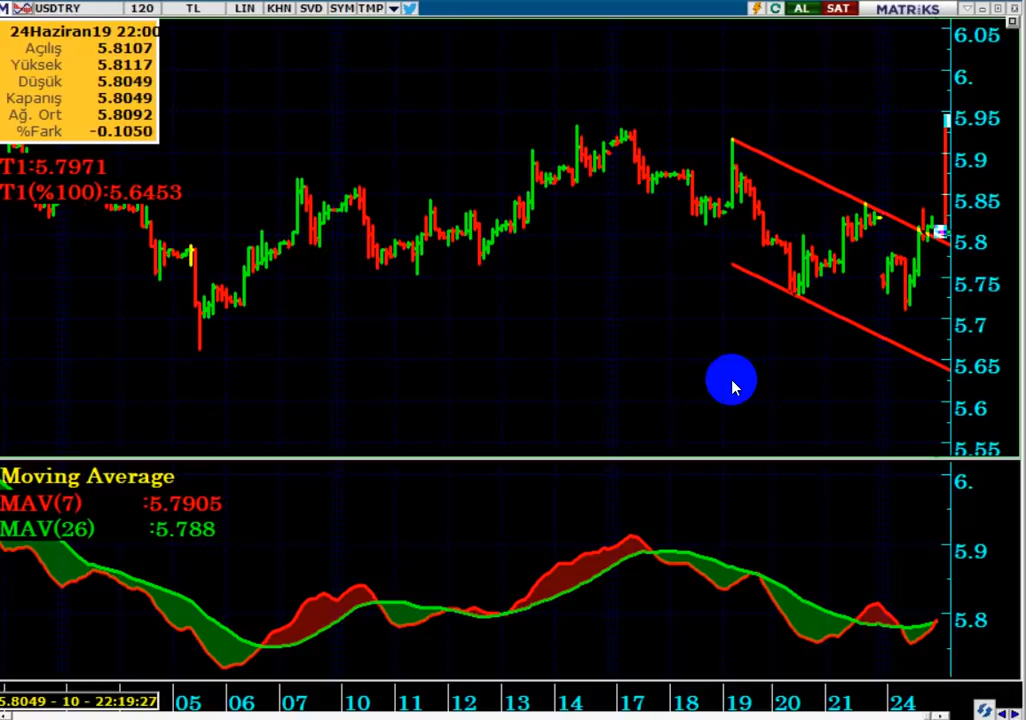 M USDTRY 120 TL LIN KHN SVD SYM TMP AL SAT MATRİKS
24Haziran19 22:00
Açılış 5.8107
Yüksek 5.8117
Düşük 5.8049
Kapanış 5.8049
Ağ. Ort 5.8092
%Fark -0.1050
T1:5.7971
T1(%100):5.6453
6.05
6.
5.95
5.9
5.85
5.8
5.75
5.7
5.65
5.6
5.55
Moving Average
MAV(7) :5.7905
MAV(26) :5.788
6.
5.9
5.8
5.8049 - 10 - 22:19:27
05 06 07 10 11 12 13 14 17 18 19 20 21 24